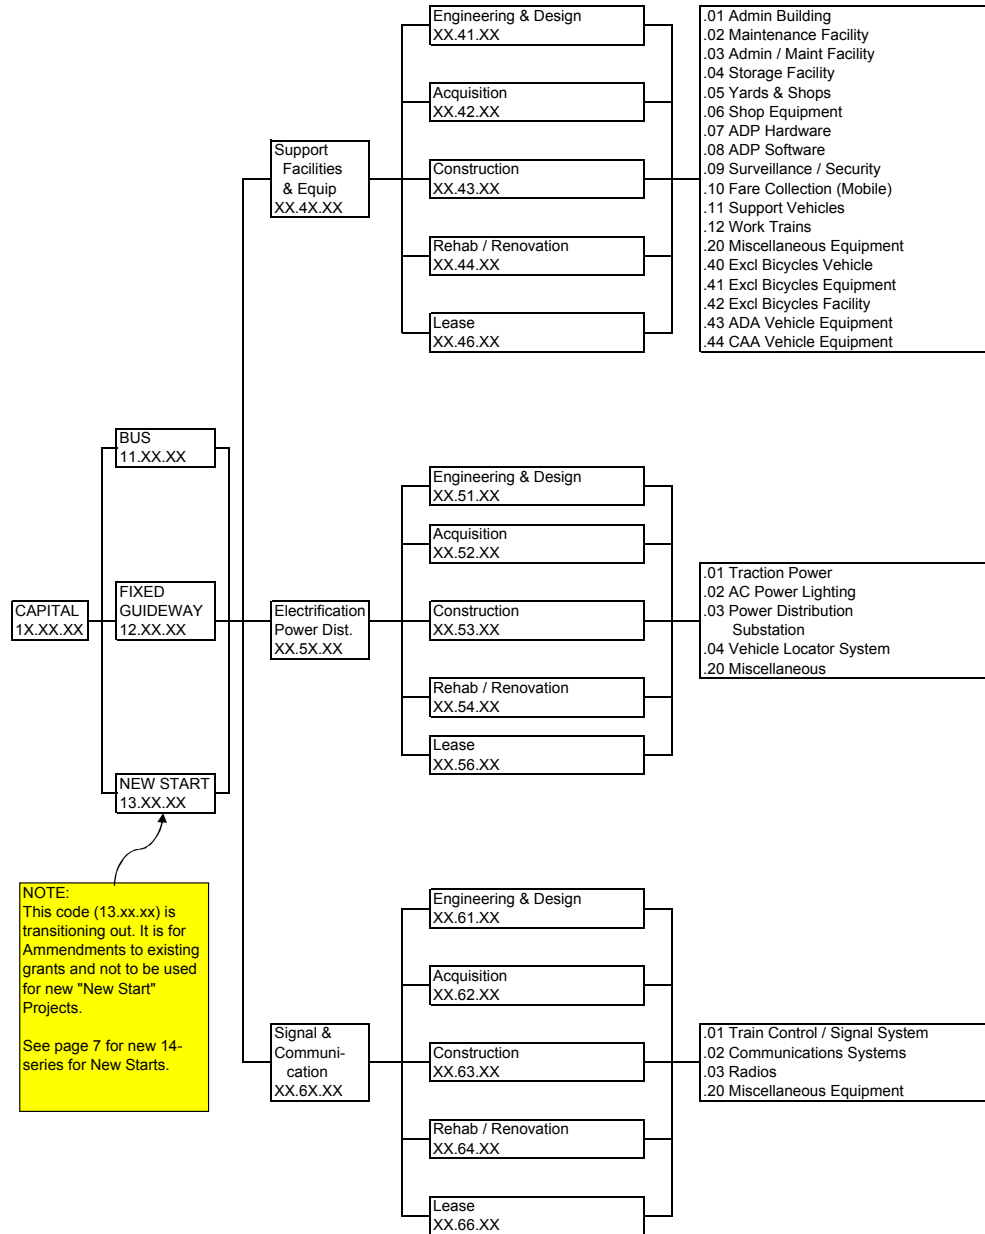 Engineering & Design
XX.41.XX
Acquisition
XX.42.XX
Support
Facilities
& Equip
XX.4X.XX
Construction
XX.43.XX
Rehab / Renovation
XX.44.XX
Lease
XX.46.XX
.01 Admin Building
.02 Maintenance Facility
.03 Admin / Maint Facility
.04 Storage Facility
.05 Yards & Shops
.06 Shop Equipment
.07 ADP Hardware
.08 ADP Software
.09 Surveillance / Security
.10 Fare Collection (Mobile)
.11 Support Vehicles
.12 Work Trains
.20 Miscellaneous Equipment
.40 Excl Bicycles Vehicle
.41 Excl Bicycles Equipment
.42 Excl Bicycles Facility
.43 ADA Vehicle Equipment
.44 CAA Vehicle Equipment
BUS
11.XX.XX
CAPITAL
1X.XX.XX
FIXED
GUIDEWAY
12.XX.XX
NEW START
13.XX.XX
Electrification
Power Dist.
XX.5X.XX
Engineering & Design
XX.51.XX
Acquisition
XX.52.XX
Construction
XX.53.XX
Rehab / Renovation
XX.54.XX
Lease
XX.56.XX
.01 Traction Power
.02 AC Power Lighting
.03 Power Distribution
Substation
.04 Vehicle Locator System
.20 Miscellaneous
NOTE:
This code (13.xx.xx) is
transitioning out. It is for
Ammendments to existing
grants and not to be used
for new "New Start"
Projects.
See page 7 for new 14-
series for New Starts.
Signal &
Communi-
cation
XX.6X.XX
Engineering & Design
XX.61.XX
Acquisition
XX.62.XX
Construction
XX.63.XX
Rehab / Renovation
XX.64.XX
Lease
XX.66.XX
.01 Train Control / Signal System
.02 Communications Systems
.03 Radios
.20 Miscellaneous Equipment